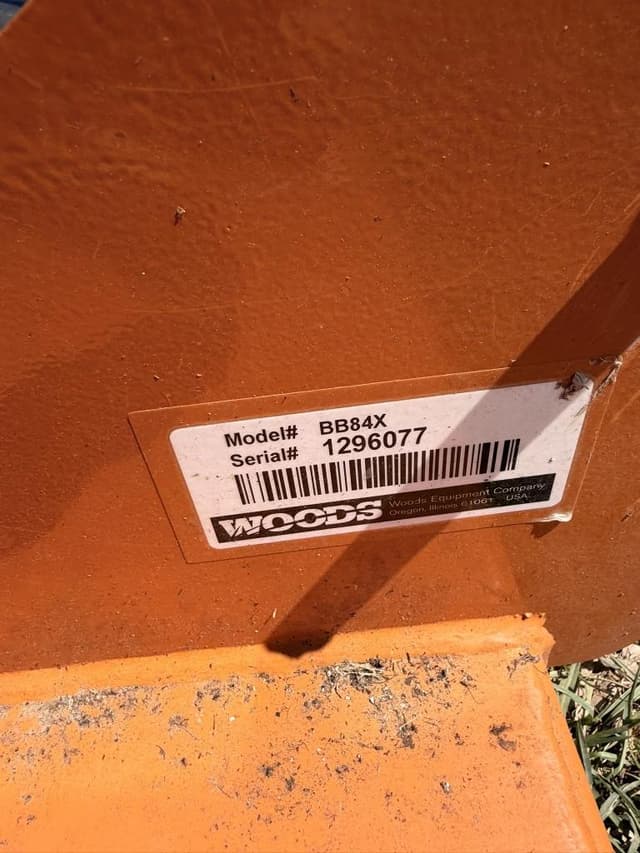 Model# BB84X
Serial# 1296077
WOODS
Woods Equipment Company
Oregon, Illinois 61061 USA